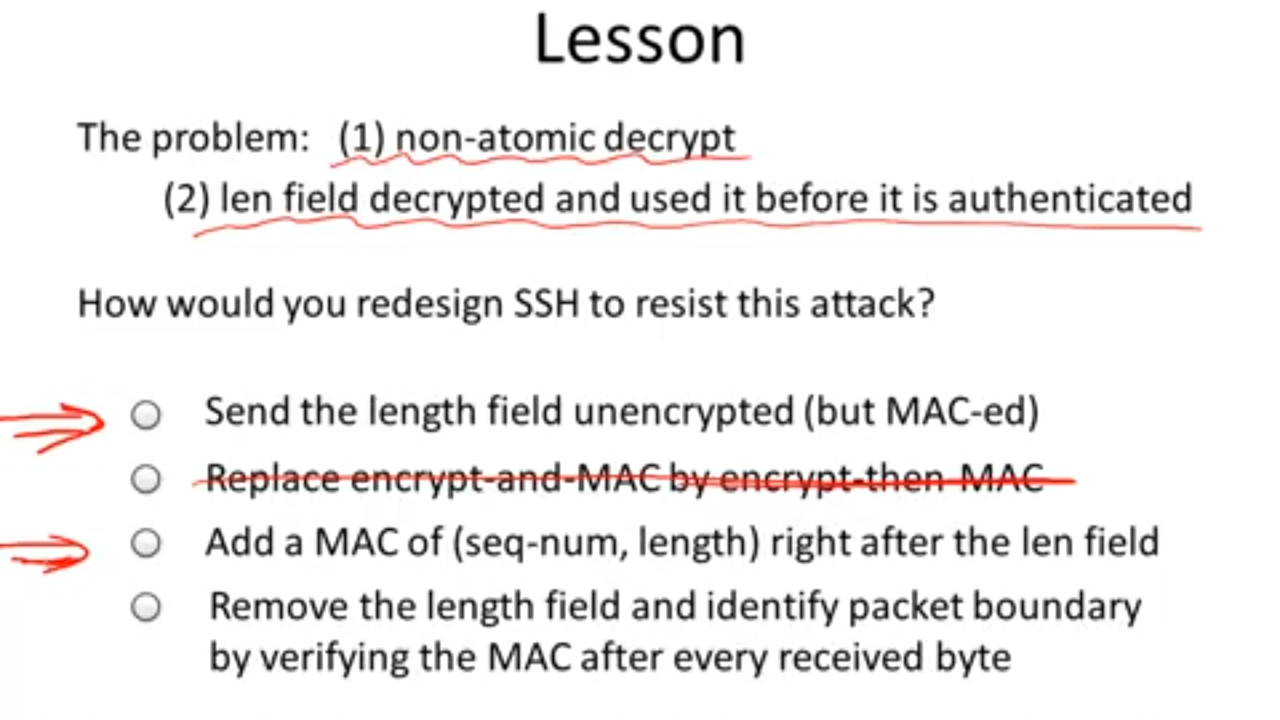 Lesson
The problem: (1) non-atomic decrypt
(2) len field decrypted and used it before it is authenticated
How would you redesign SSH to resist this attack?
Send the length field unencrypted (but MAC-ed)
Replace encrypt-and-MAC by encrypt-then-MAC
Add a MAC of (seq-num, length) right after the len field
Remove the length field and identify packet boundary
by verifying the MAC after every received byte